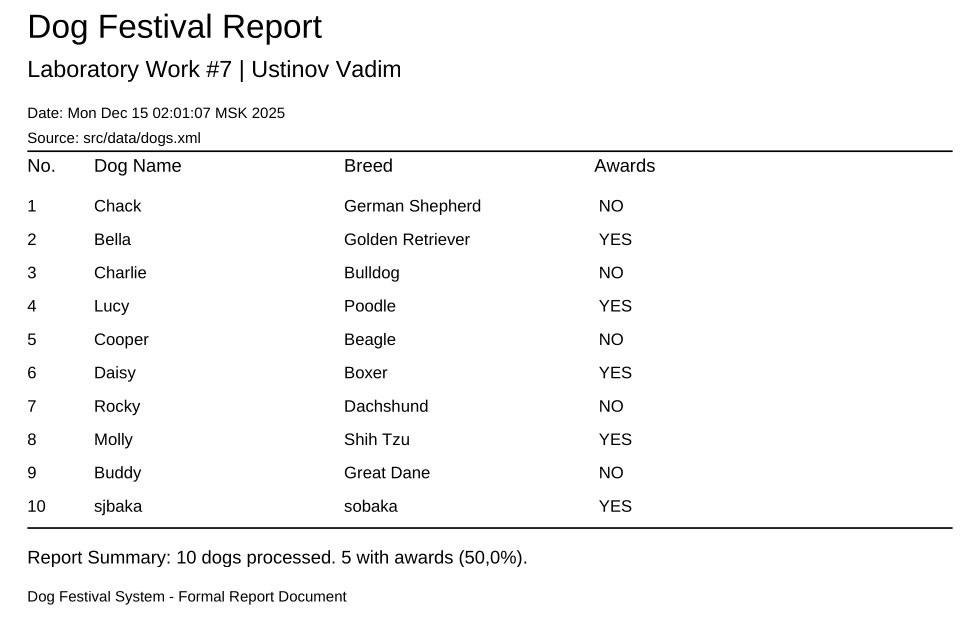 Dog Festival Report
Laboratory Work #7 | Ustinov Vadim
Date: Mon Dec 15 02:01:07 MSK 2025
Source: src/data/dogs.xml
No. Dog Name Breed Awards
1 Chack German Shepherd NO
2 Bella Golden Retriever YES
3 Charlie Bulldog NO
4 Lucy Poodle YES
5 Cooper Beagle NO
6 Daisy Boxer YES
7 Rocky Dachshund NO
8 Molly Shih Tzu YES
9 Buddy Great Dane NO
10 sjbaka sobaka YES
Report Summary: 10 dogs processed. 5 with awards (50,0%).
Dog Festival System - Formal Report Document